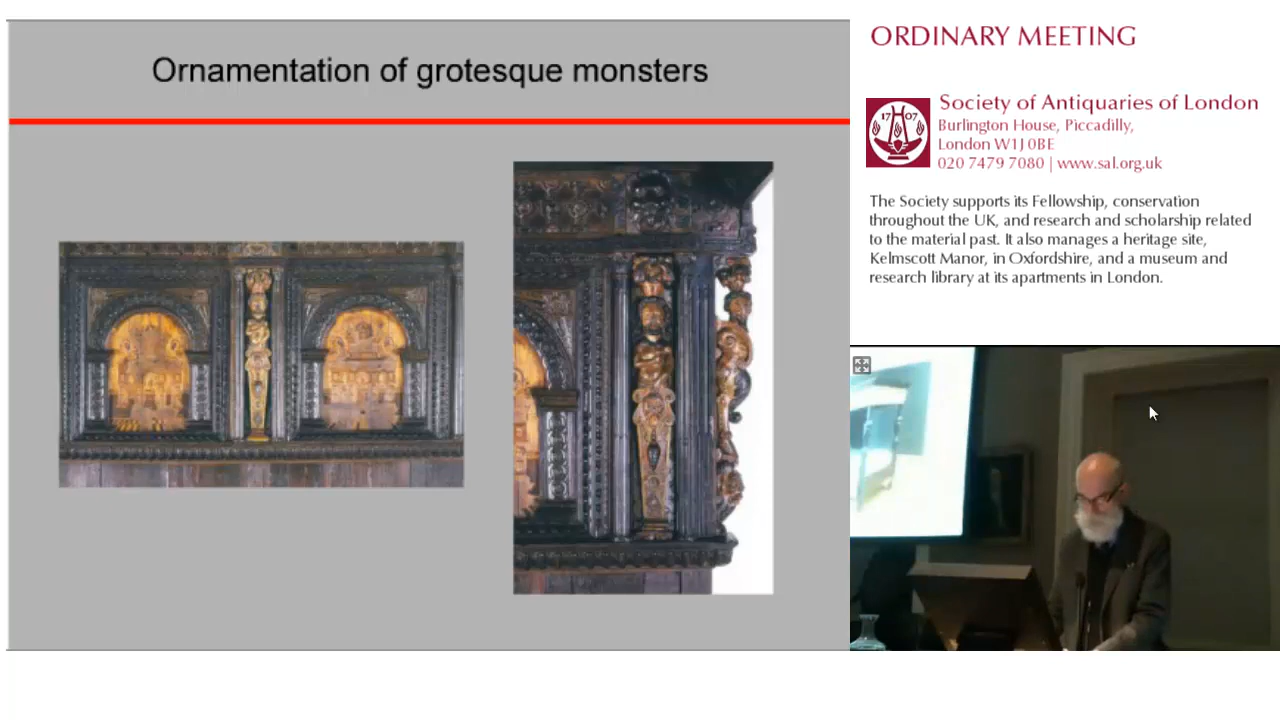 Ornamentation of grotesque monsters
ORDINARY MEETING
17 07
Society of Antiquaries of London
Burlington House, Piccadilly,
London W1J 0BE
020 7479 7080 | www.sal.org.uk
The Society supports its Fellowship, conservation
throughout the UK, and research and scholarship related
to the material past. It also manages a heritage site,
Kelmscott Manor, in Oxfordshire, and a museum and
research library at its apartments in London.